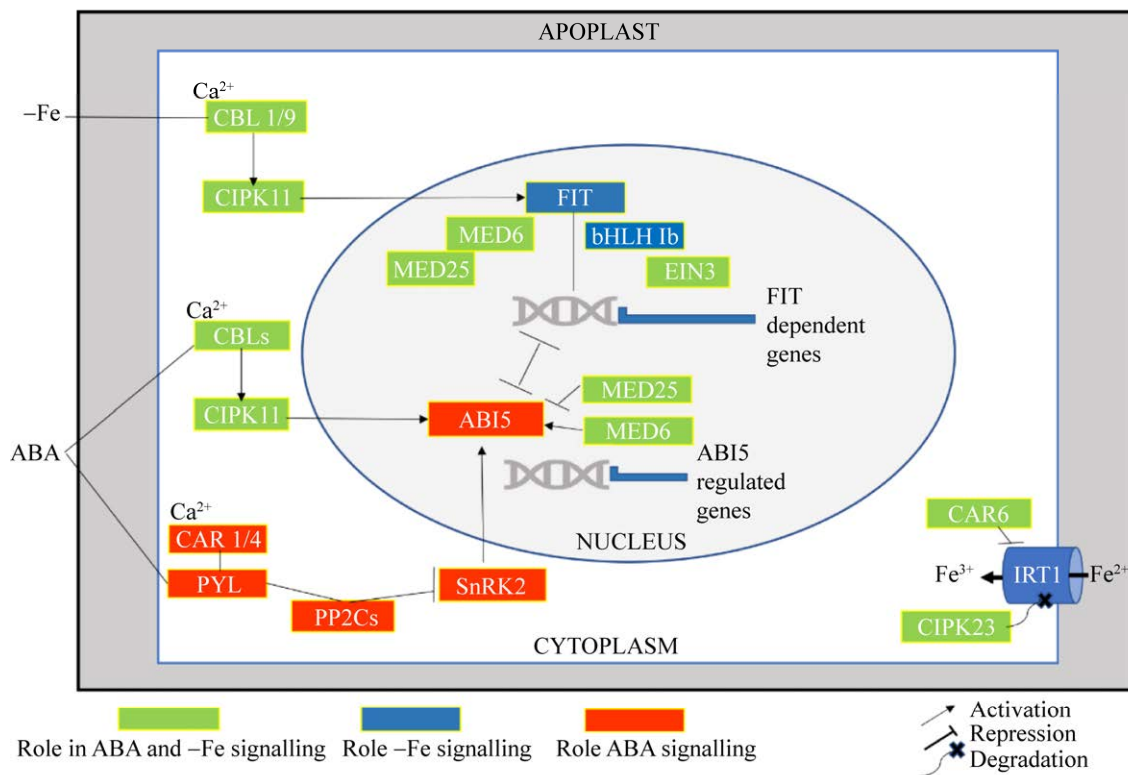 APOPLAST
Ca²⁺
–Fe
CBL 1/9
CIPK11
FIT
MED6
bHLH Ib
MED25
EIN3
FIT
dependent
genes
Ca²⁺
CBLs
CIPK11
ABA
ABI5
MED25
MED6
ABI5
regulated
genes
NUCLEUS
Ca²⁺
CAR 1/4
PYL
PP2Cs
SnRK2
CYTOPLASM
CAR6
Fe³⁺
IRT1
Fe²⁺
CIPK23
Role in ABA and –Fe signalling
Role –Fe signalling
Role ABA signalling
Activation
Repression
Degradation